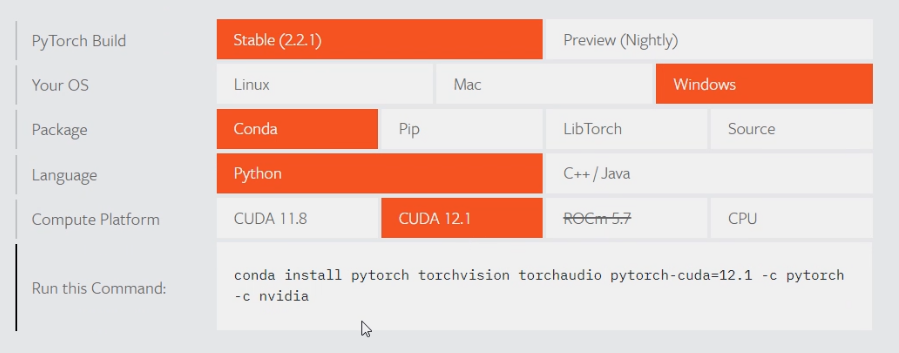 PyTorch Build Stable (2.2.1) Preview (Nightly)
Your OS Linux Mac Windows
Package Conda Pip LibTorch Source
Language Python C++ / Java
Compute Platform CUDA 11.8 CUDA 12.1 ROCm 5.7 CPU
Run this Command: conda install pytorch torchvision torchaudio pytorch-cuda=12.1 -c pytorch
-c nvidia